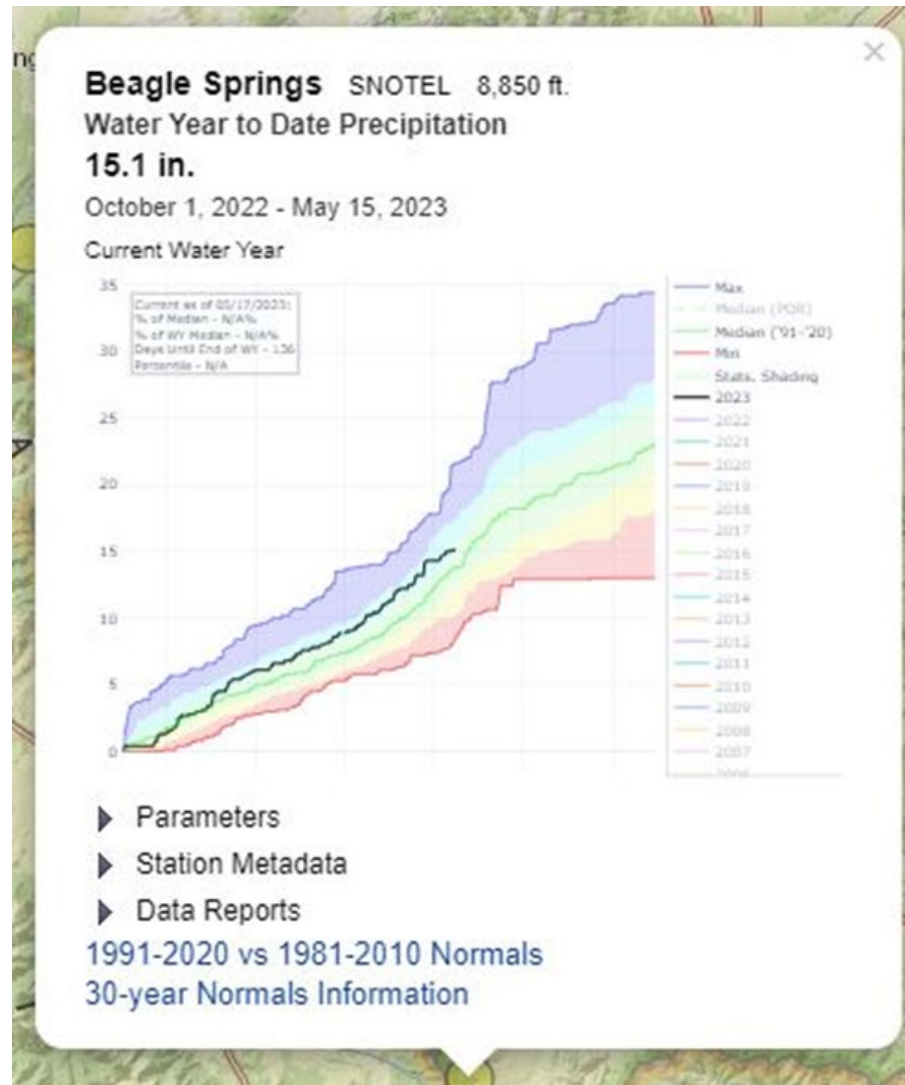 ng
Beagle Springs SNOTEL 8,850 ft.
Water Year to Date Precipitation
15.1 in.
October 1, 2022 - May 15, 2023
Current Water Year
35
30
25
20
15
10
5
0
Current as of 05/17/2023:
% of Median - N/A%
% of WY Median - N/A%
Days Until End of WY - 136
Percentile - N/A
Max
Median (POR)
Median ('91-'20)
Min
Stats. Shading
2023
2022
2021
2020
2019
2018
2017
2016
2015
2014
2013
2012
2011
2010
2009
2008
2007
Parameters
Station Metadata
Data Reports
1991-2020 vs 1981-2010 Normals
30-year Normals Information